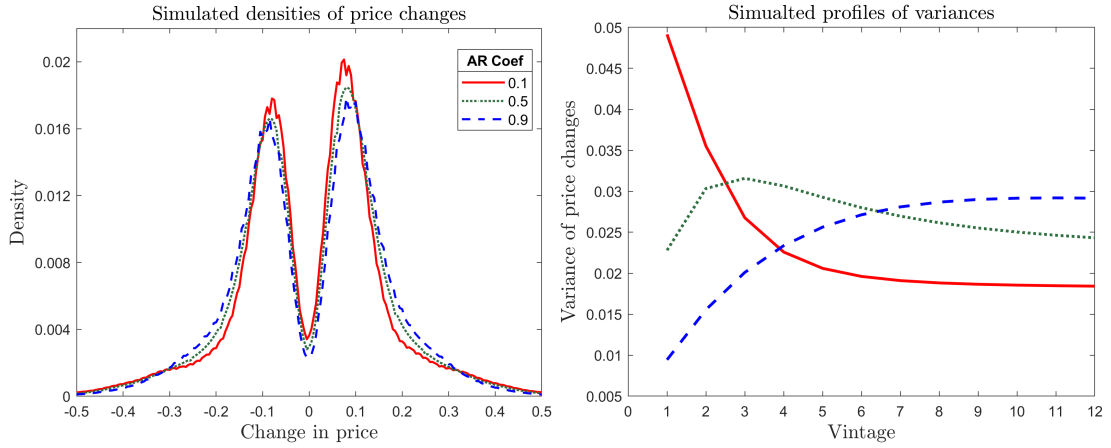 Simulated densities of price changes
Density
0.02
0.016
0.012
0.008
0.004
0
AR Coef
0.1
0.5
0.9
-0.5 -0.4 -0.3 -0.2 -0.1 0 0.1 0.2 0.3 0.4 0.5
Change in price
Simualted profiles of variances
Variance of price changes
0.05
0.045
0.04
0.035
0.03
0.025
0.02
0.015
0.01
0.005
0 1 2 3 4 5 6 7 8 9 10 11 12
Vintage